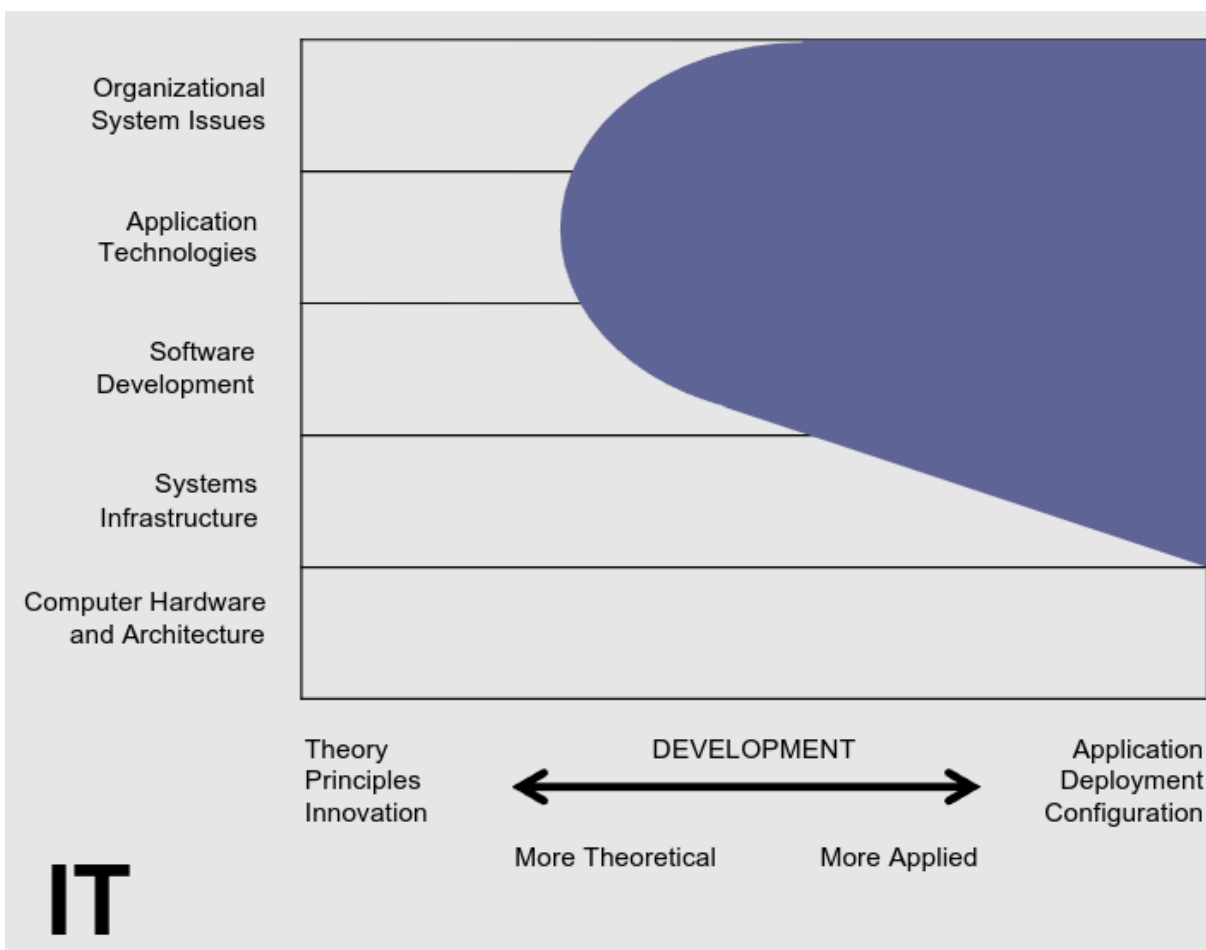 Organizational
System Issues
Application
Technologies
Software
Development
Systems
Infrastructure
Computer Hardware
and Architecture
Theory
Principles
Innovation
DEVELOPMENT
Application
Deployment
Configuration
More Theoretical
More Applied
IT